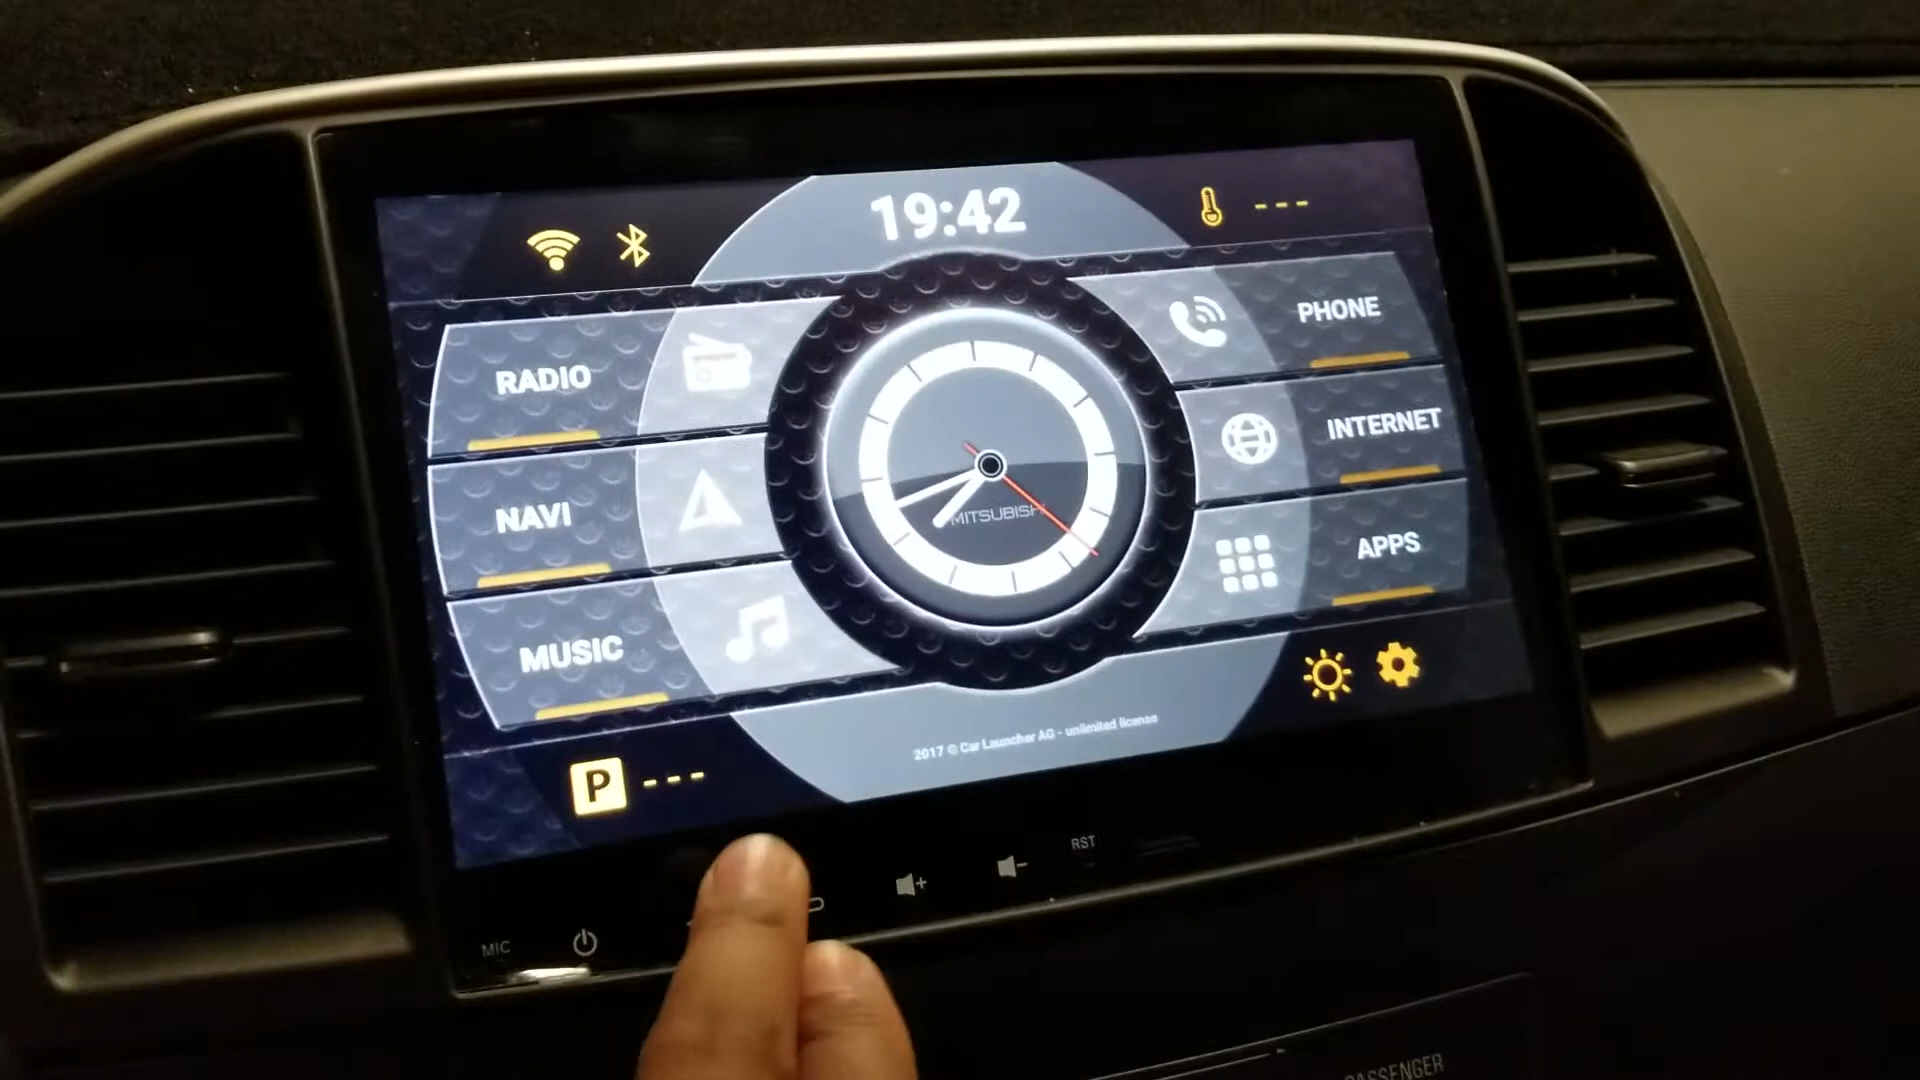 19:42
---
RADIO
PHONE
NAVI
INTERNET
MUSIC
APPS
MITSUBISHI
2017 © Car Launcher AG - unlimited license
P ---
RST
MIC
PASSENGER